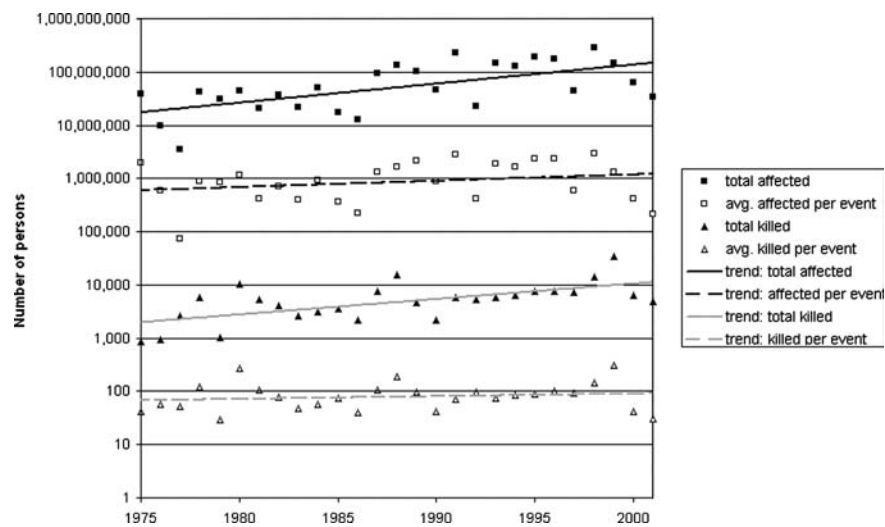 1,000,000,000
100,000,000
10,000,000
1,000,000
100,000
10,000
1,000
100
10
1
Number of persons
1975 1980 1985 1990 1995 2000
total affected
avg. affected per event
total killed
avg. killed per event
trend: total affected
trend: affected per event
trend: total killed
trend: killed per event